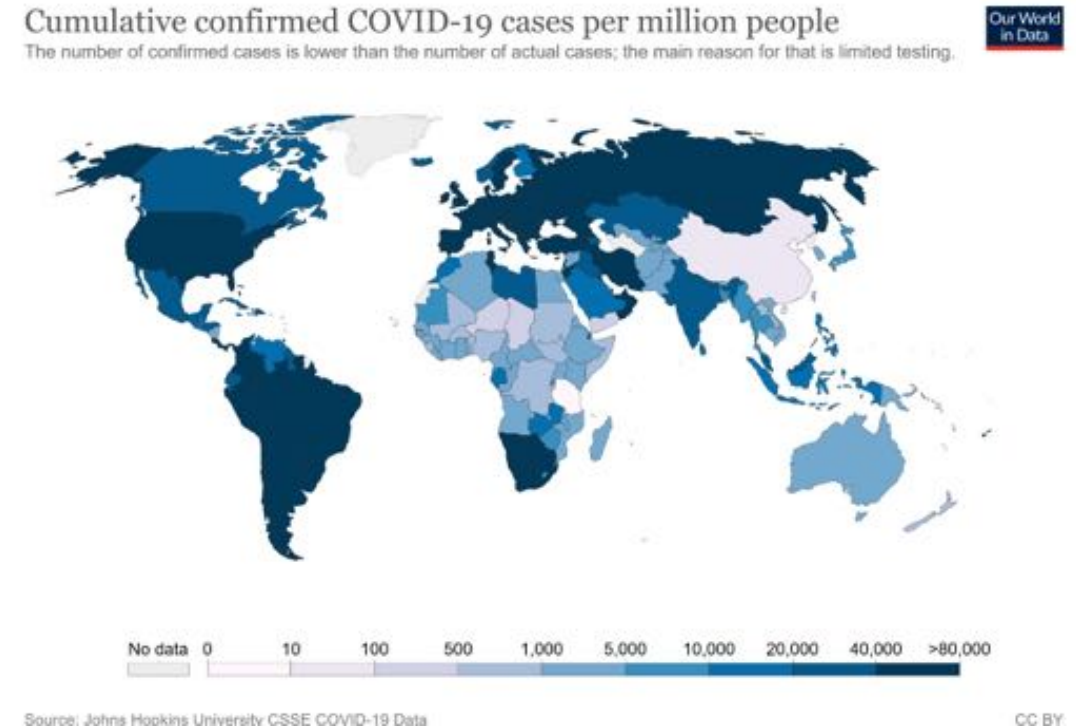 Cumulative confirmed COVID-19 cases per million people
The number of confirmed cases is lower than the number of actual cases; the main reason for that is limited testing.
Our World
in Data
No data 0 10 100 500 1,000 5,000 10,000 20,000 40,000 >80,000
Source: Johns Hopkins University CSSE COVID-19 Data
CC BY